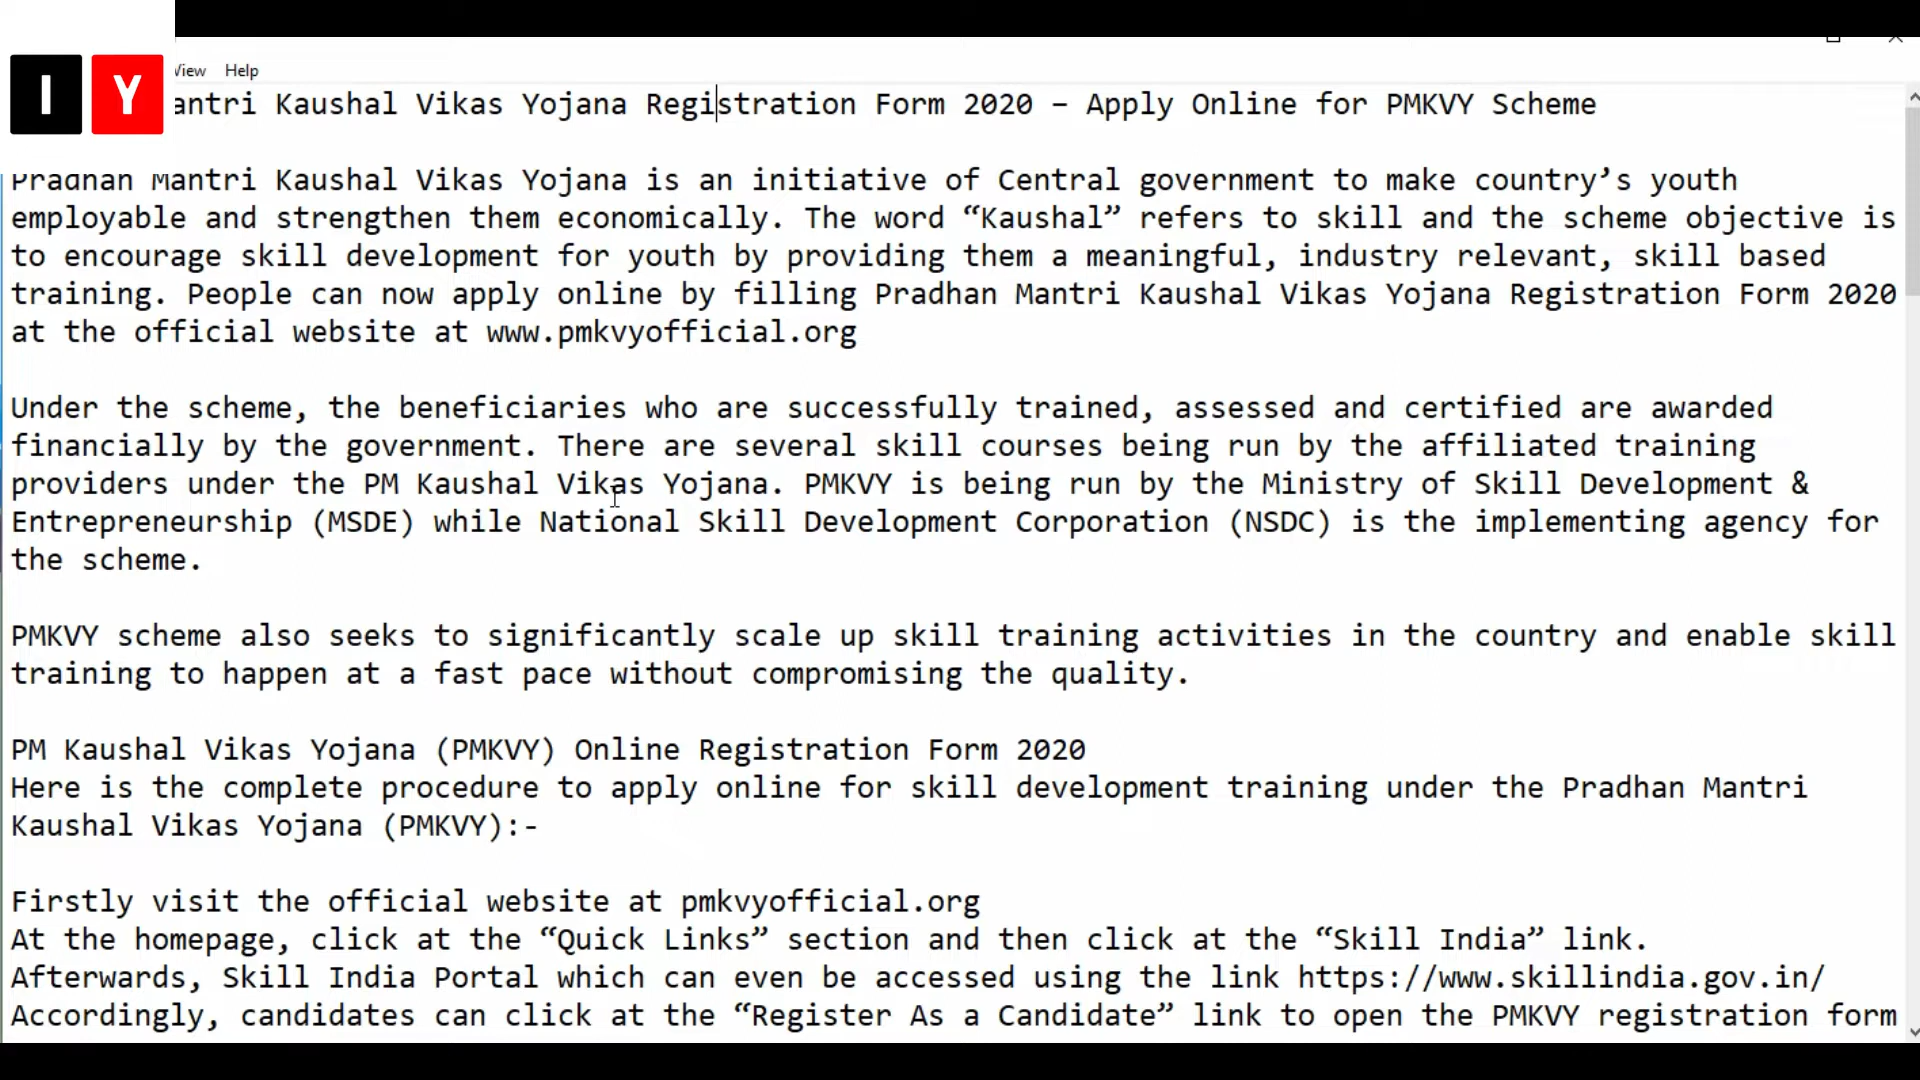 I Y
View Help
antri Kaushal Vikas Yojana Registration Form 2020 – Apply Online for PMKVY Scheme
Pradhan Mantri Kaushal Vikas Yojana is an initiative of Central government to make country’s youth
employable and strengthen them economically. The word “Kaushal” refers to skill and the scheme objective is
to encourage skill development for youth by providing them a meaningful, industry relevant, skill based
training. People can now apply online by filling Pradhan Mantri Kaushal Vikas Yojana Registration Form 2020
at the official website at www.pmkvyofficial.org
Under the scheme, the beneficiaries who are successfully trained, assessed and certified are awarded
financially by the government. There are several skill courses being run by the affiliated training
providers under the PM Kaushal Vikas Yojana. PMKVY is being run by the Ministry of Skill Development &
Entrepreneurship (MSDE) while National Skill Development Corporation (NSDC) is the implementing agency for
the scheme.
PMKVY scheme also seeks to significantly scale up skill training activities in the country and enable skill
training to happen at a fast pace without compromising the quality.
PM Kaushal Vikas Yojana (PMKVY) Online Registration Form 2020
Here is the complete procedure to apply online for skill development training under the Pradhan Mantri
Kaushal Vikas Yojana (PMKVY):-
Firstly visit the official website at pmkvyofficial.org
At the homepage, click at the “Quick Links” section and then click at the “Skill India” link.
Afterwards, Skill India Portal which can even be accessed using the link https://www.skillindia.gov.in/
Accordingly, candidates can click at the “Register As a Candidate” link to open the PMKVY registration form